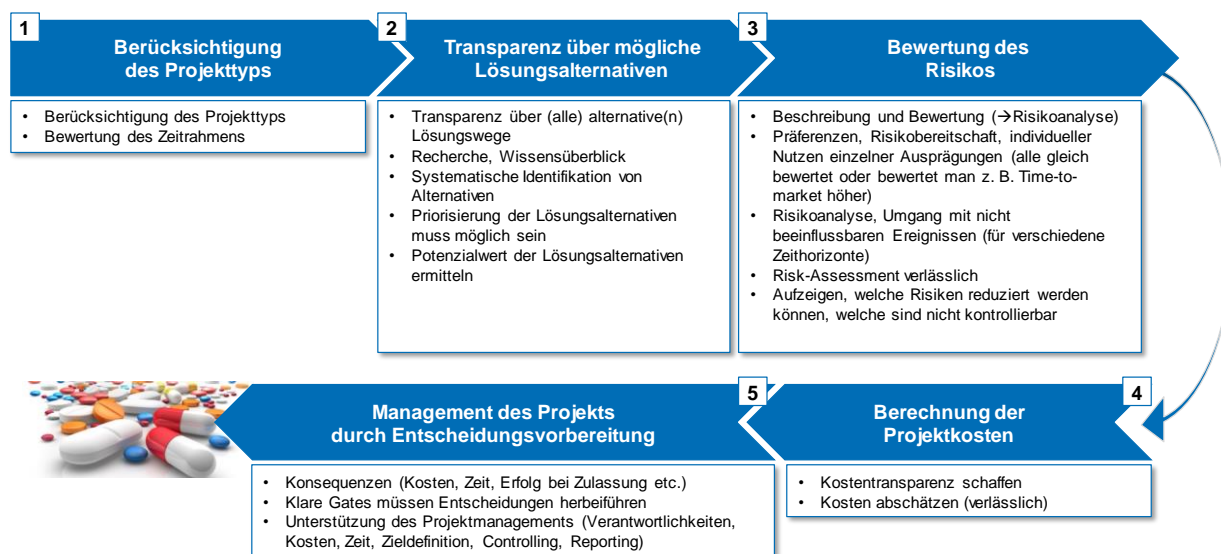 1
Berücksichtigung
des Projekttyps
• Berücksichtigung des Projekttyps
• Bewertung des Zeitrahmens
2
Transparenz über mögliche
Lösungsalternativen
• Transparenz über (alle) alternative(n)
Lösungswege
• Recherche, Wissensüberblick
• Systematische Identifikation von
Alternativen
• Priorisierung der Lösungsalternativen
muss möglich sein
• Potenzialwert der Lösungsalternativen
ermitteln
3
Bewertung des
Risikos
• Beschreibung und Bewertung (→Risikoanalyse)
• Präferenzen, Risikobereitschaft, individueller
Nutzen einzelner Ausprägungen (alle gleich
bewertet oder bewertet man z. B. Time-to-
market höher)
• Risikoanalyse, Umgang mit nicht
beeinflussbaren Ereignissen (für verschiedene
Zeithorizonte)
• Risk-Assessment verlässlich
• Aufzeigen, welche Risiken reduziert werden
können, welche sind nicht kontrollierbar
4
Berechnung der
Projektkosten
• Kostentransparenz schaffen
• Kosten abschätzen (verlässlich)
5
Management des Projekts
durch Entscheidungsvorbereitung
• Konsequenzen (Kosten, Zeit, Erfolg bei Zulassung etc.)
• Klare Gates müssen Entscheidungen herbeiführen
• Unterstützung des Projektmanagements (Verantwortlichkeiten,
Kosten, Zeit, Zieldefinition, Controlling, Reporting)